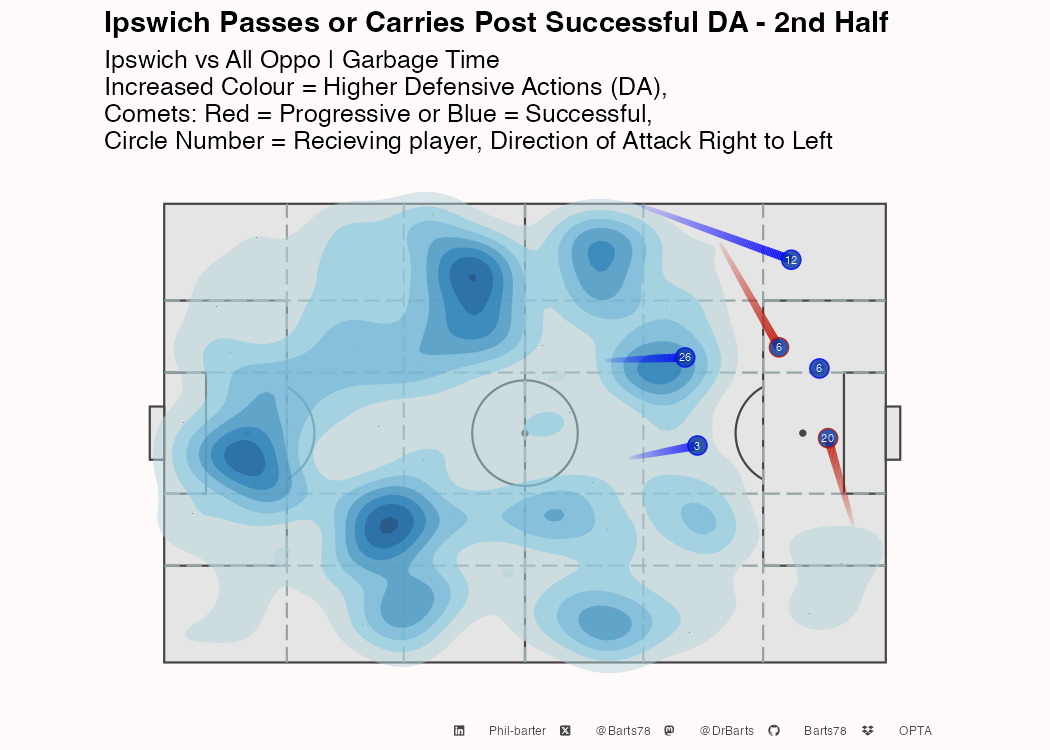 Ipswich Passes or Carries Post Successful DA - 2nd Half
Ipswich vs All Oppo | Garbage Time
Increased Colour = Higher Defensive Actions (DA),
Comets: Red = Progressive or Blue = Successful,
Circle Number = Recieving player, Direction of Attack Right to Left
12
6
26
6
20
3
Phil-barter @Barts78 @DrBarts Barts78 OPTA